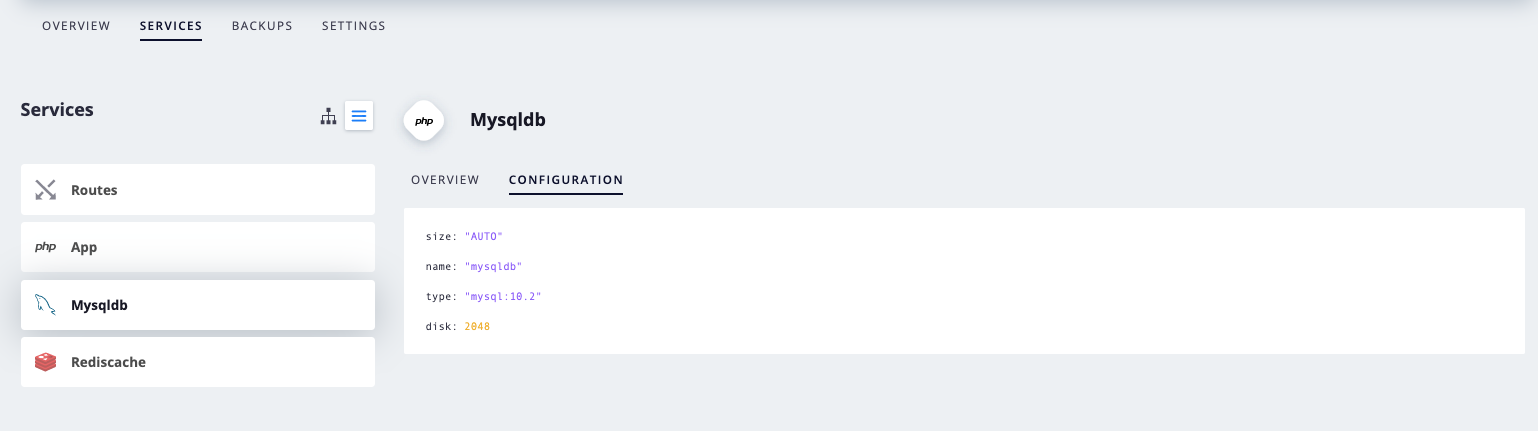 OVERVIEW SERVICES BACKUPS SETTINGS
Services
Routes
php App
Mysqldb
Rediscache
php Mysqldb
OVERVIEW CONFIGURATION
size: "AUTO"
name: "mysqldb"
type: "mysql:10.2"
disk: 2048